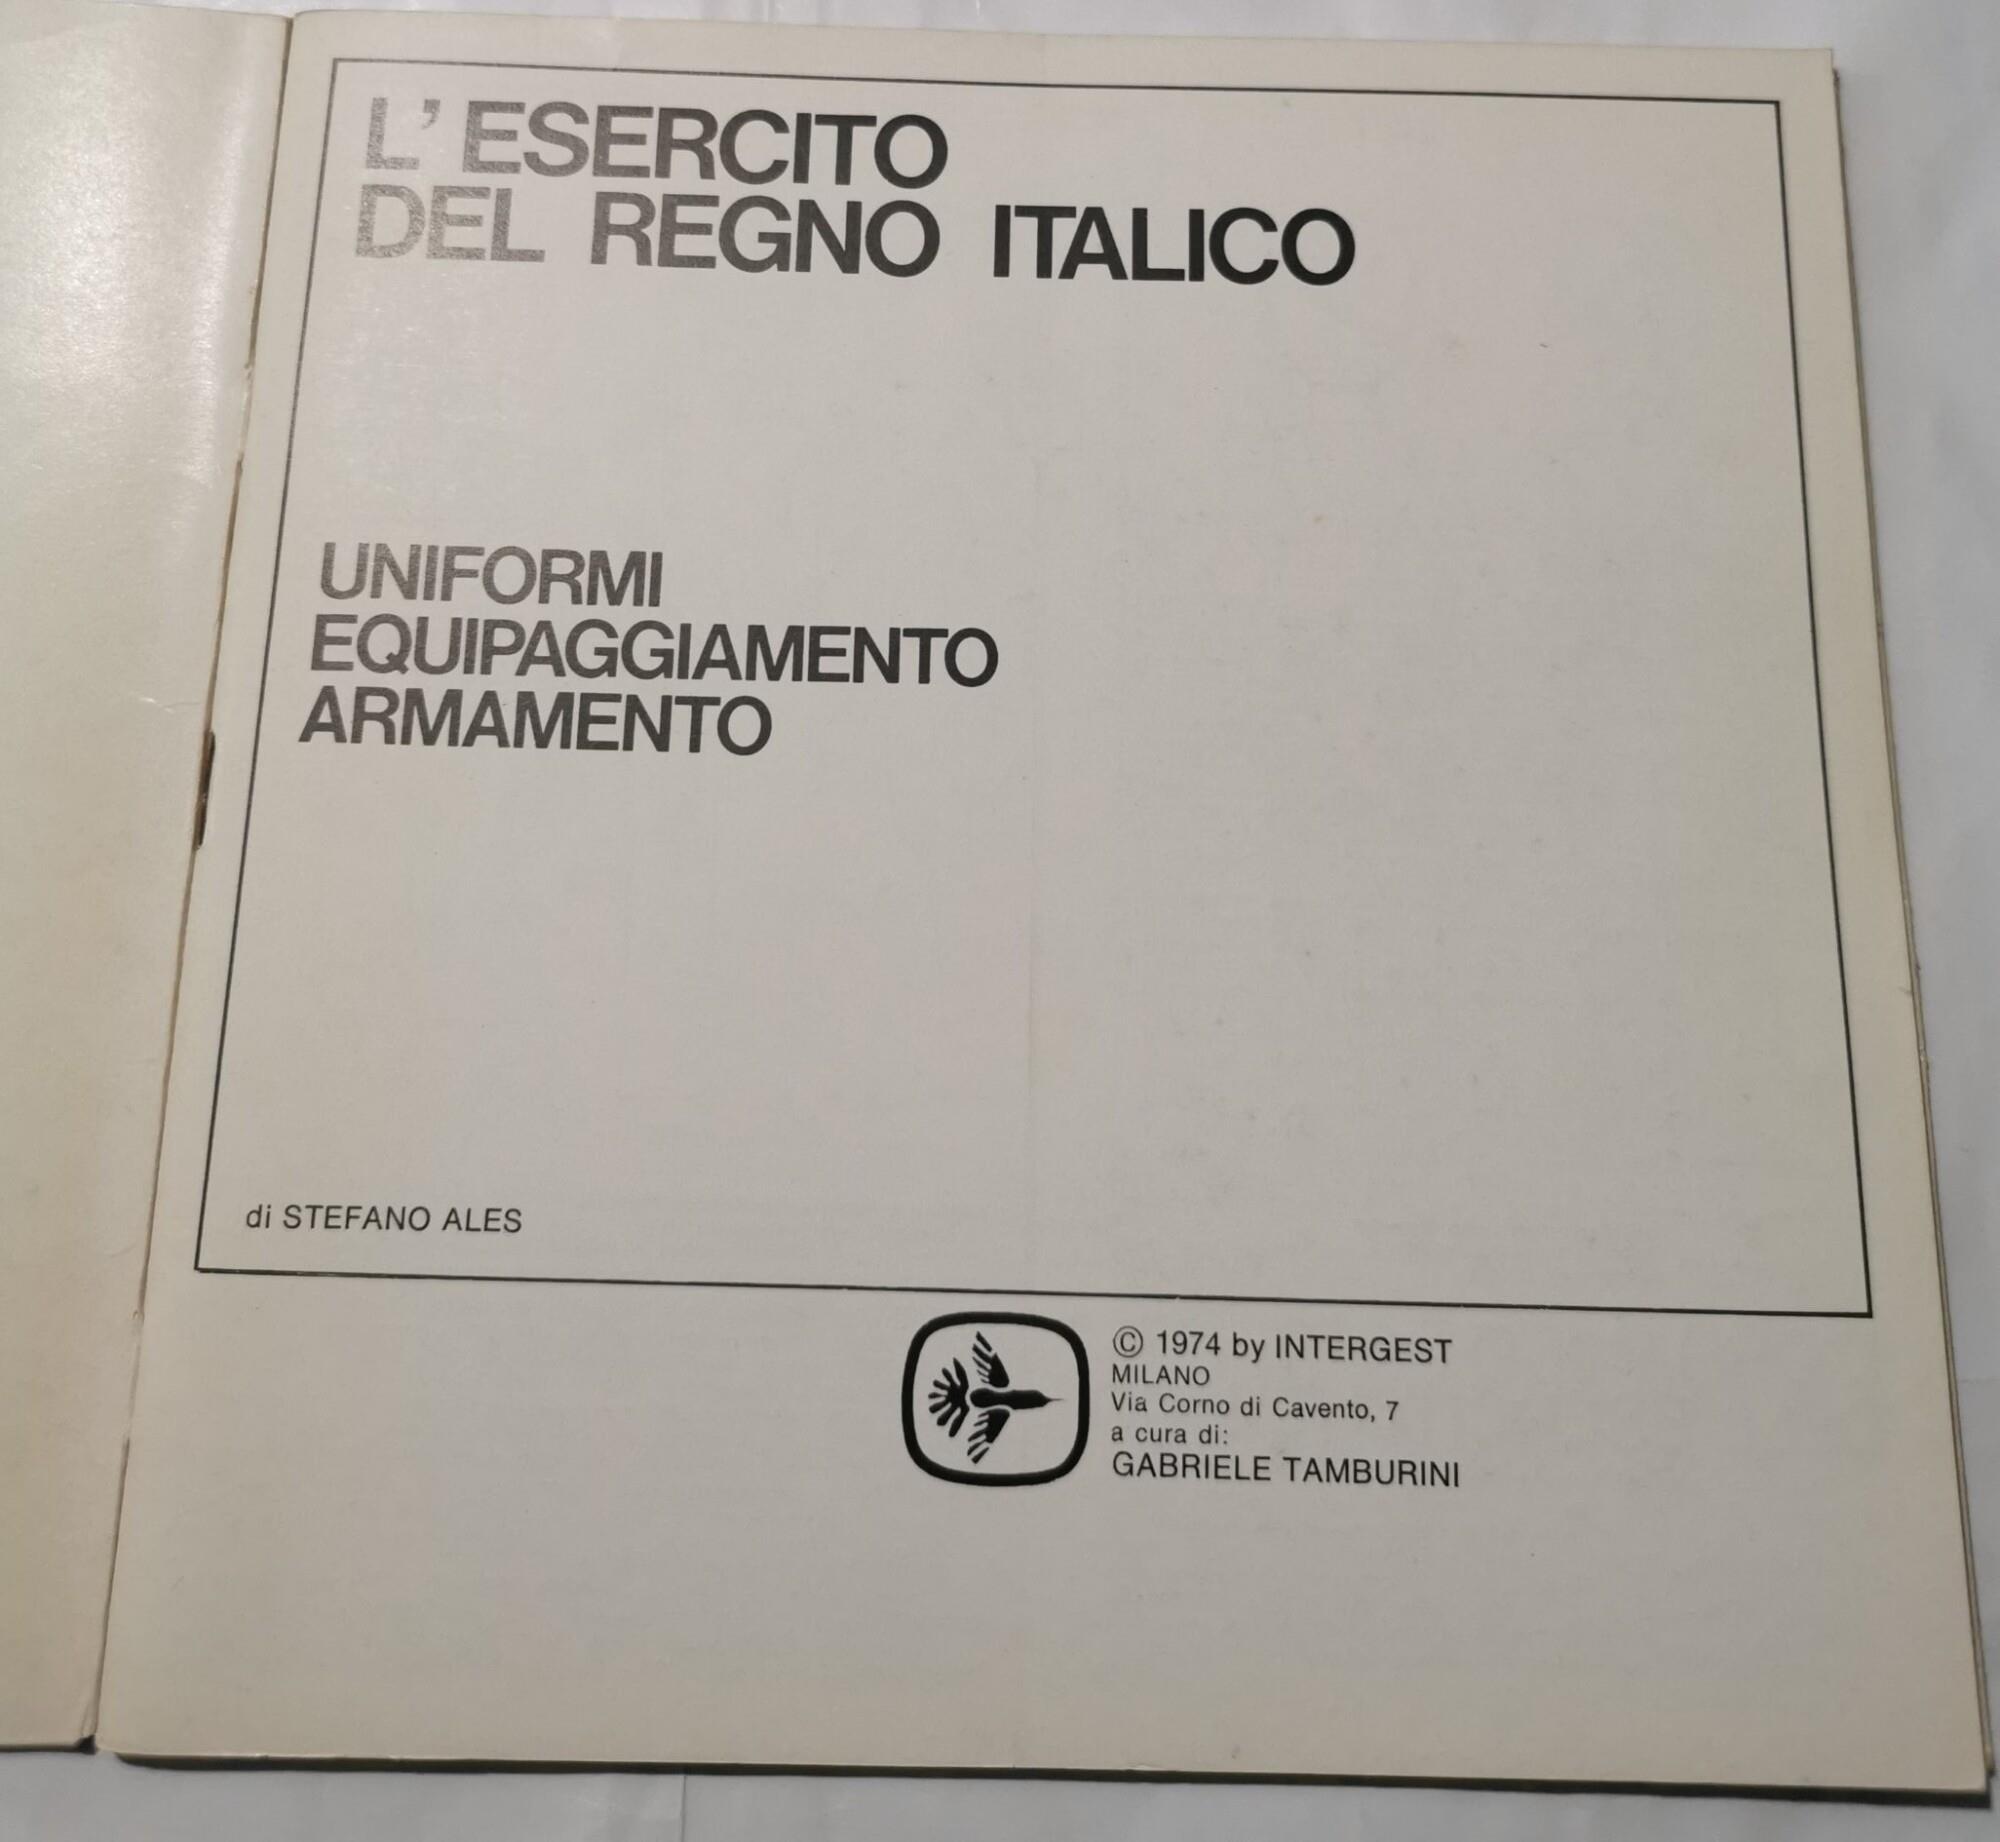 L'ESERCITO
DEL REGNO ITALICO
UNIFORMI
EQUIPAGGIAMENTO
ARMAMENTO
di STEFANO ALES
© 1974 by INTERGEST
MILANO
Via Corno di Cavento, 7
a cura di:
GABRIELE TAMBURINI